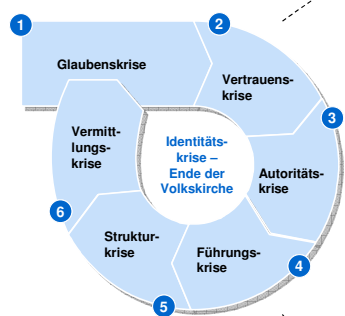 1
Glaubenskrise
2
Vertrauens-
krise
3
Autoritäts-
krise
4
Führungs-
krise
5
Struktur-
krise
6
Vermitt-
lungs-
krise
Identitäts-
krise –
Ende der
Volkskirche